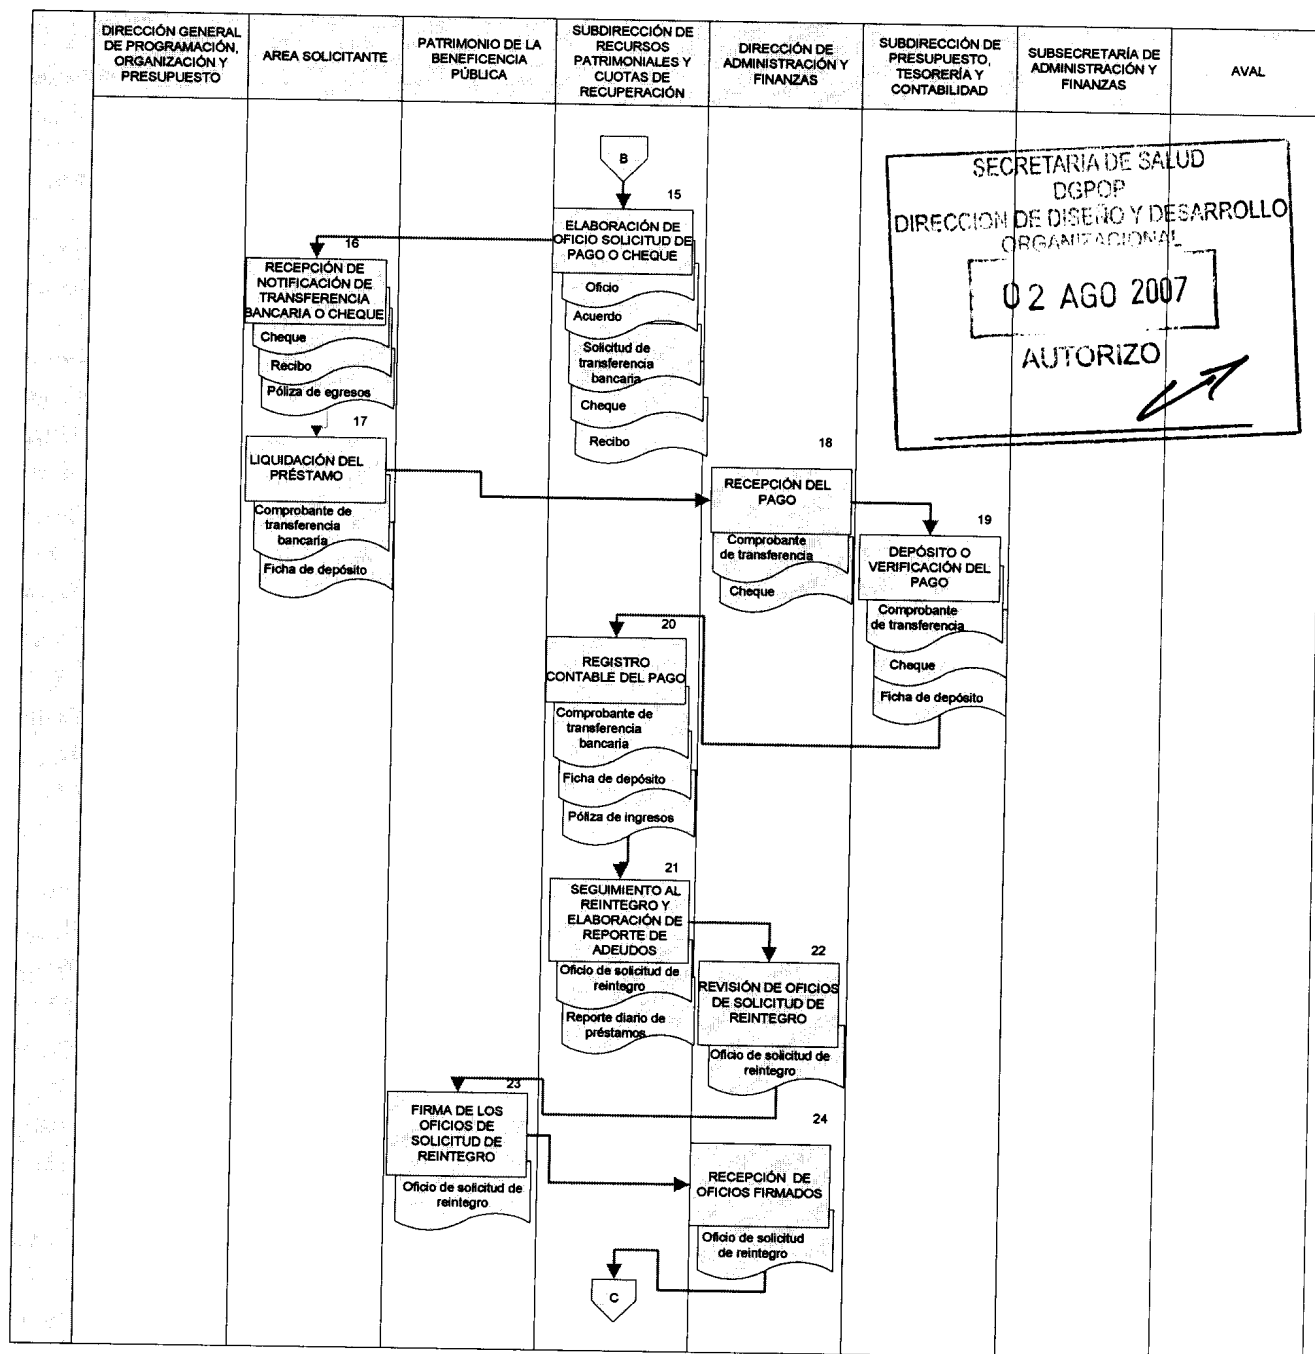 DIRECCIÓN GENERAL
DE PROGRAMACIÓN,
ORGANIZACIÓN Y
PRESUPUESTO
AREA SOLICITANTE
PATRIMONIO DE LA
BENEFICENCIA
PÚBLICA
SUBDIRECCIÓN DE
RECURSOS
PATRIMONIALES Y
CUOTAS DE
RECUPERACIÓN
DIRECCIÓN DE
ADMINISTRACIÓN Y
FINANZAS
SUBDIRECCIÓN DE
PRESUPUESTO,
TESORERÍA Y
CONTABILIDAD
SUBSECRETARÍA DE
ADMINISTRACIÓN Y
FINANZAS
AVAL
SECRETARIA DE SALUD
DGPOP
DIRECCION DE DISEÑO Y DESARROLLO
ORGANIZACIONAL
02 AGO 2007
AUTORIZO
B
15
ELABORACIÓN DE
OFICIO SOLICITUD DE
PAGO O CHEQUE
Oficio
Acuerdo
Solicitud de
transferencia
bancaria
Cheque
Recibo
16
RECEPCIÓN DE
NOTIFICACIÓN DE
TRANSFERENCIA
BANCARIA O CHEQUE
Cheque
Recibo
Póliza de egresos
17
LIQUIDACIÓN DEL
PRÉSTAMO
Comprobante de
transferencia
bancaria
Ficha de depósito
18
RECEPCIÓN DEL
PAGO
Comprobante
de transferencia
Cheque
19
DEPÓSITO O
VERIFICACIÓN DEL
PAGO
Comprobante
de transferencia
Cheque
Ficha de depósito
20
REGISTRO
CONTABLE DEL PAGO
Comprobante de
transferencia
bancaria
Ficha de depósito
Póliza de ingresos
21
SEGUIMIENTO AL
REINTEGRO Y
ELABORACIÓN DE
REPORTE DE
ADEUDOS
Oficio de solicitud de
reintegro
Reporte diario de
préstamos
22
REVISIÓN DE OFICIOS
DE SOLICITUD DE
REINTEGRO
Oficio de solicitud de
reintegro
23
FIRMA DE LOS
OFICIOS DE
SOLICITUD DE
REINTEGRO
Oficio de solicitud de
reintegro
24
RECEPCIÓN DE
OFICIOS FIRMADOS
Oficio de solicitud
de reintegro
C